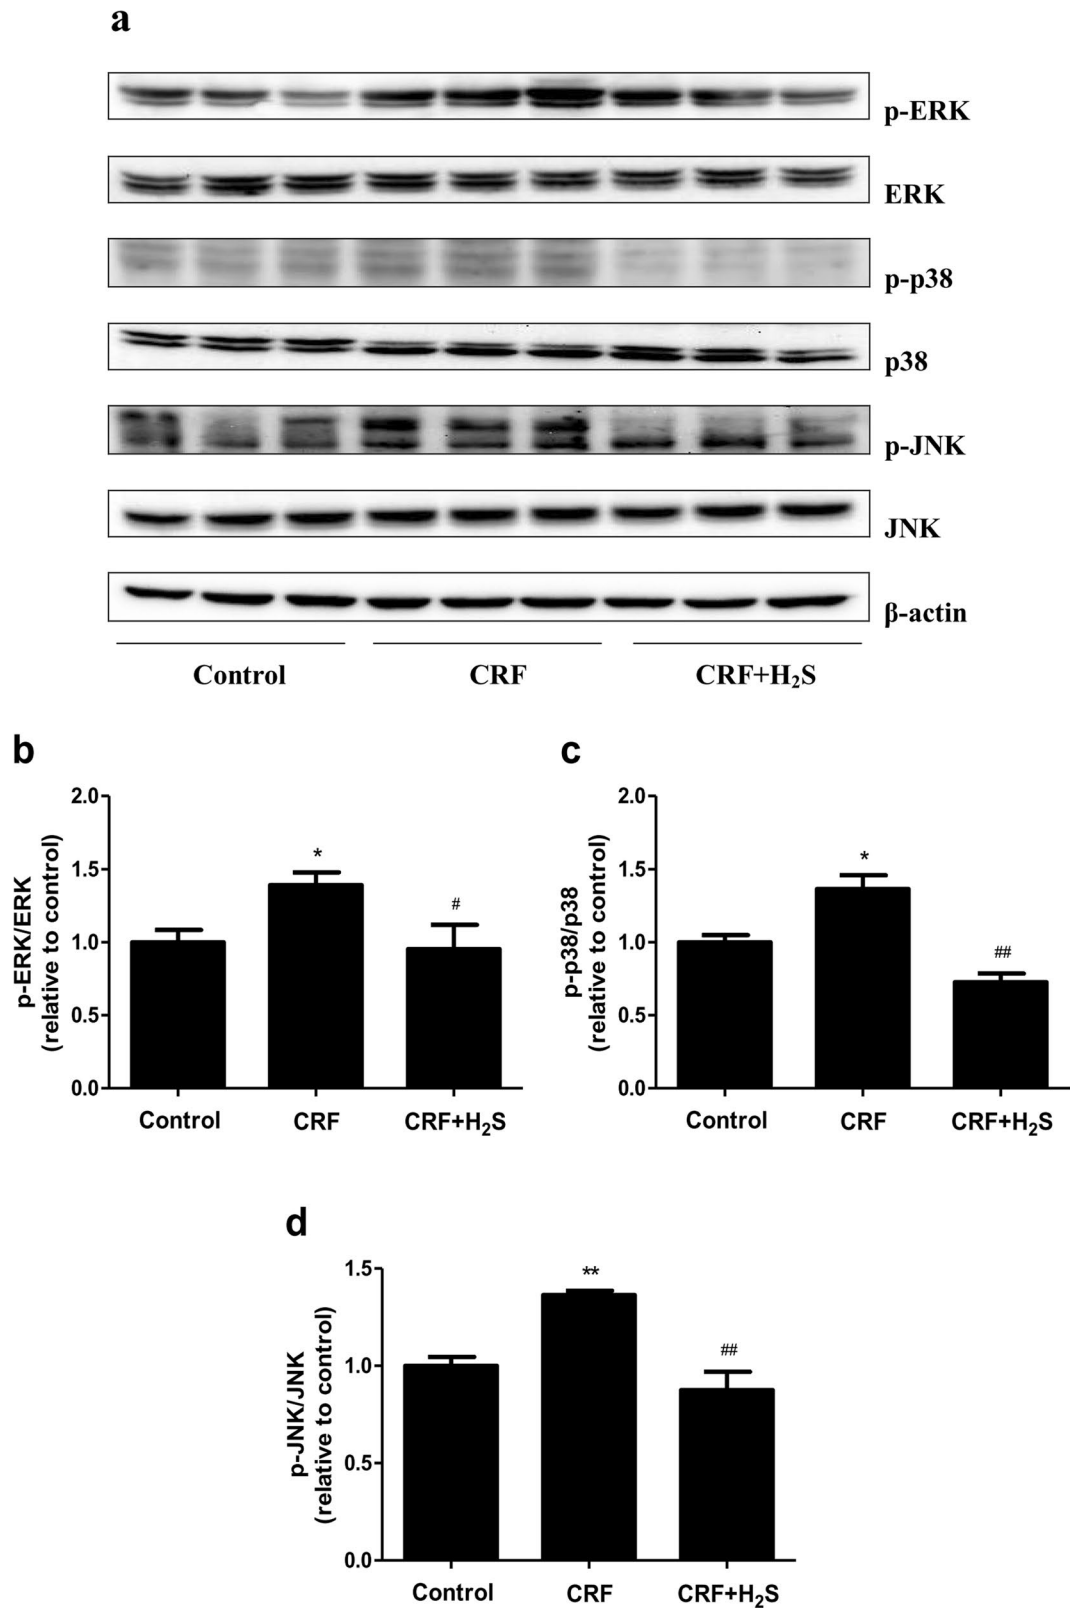 a
p-ERK
ERK
p-p38
p38
p-JNK
JNK
β-actin
Control CRF CRF+H₂S
b
p-ERK/ERK
(relative to control)
2.0
1.5
1.0
0.5
0.0
*
#
Control CRF CRF+H₂S
c
p-p38/p38
(relative to control)
2.0
1.5
1.0
0.5
0.0
*
##
Control CRF CRF+H₂S
d
p-JNK/JNK
(relative to control)
1.5
1.0
0.5
0.0
**
##
Control CRF CRF+H₂S